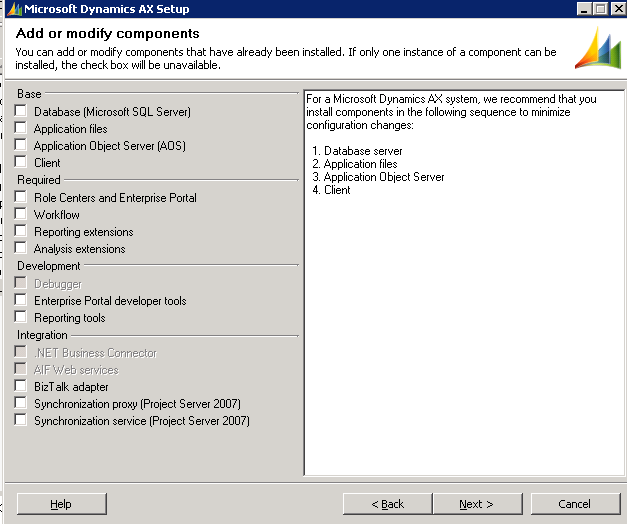 Microsoft Dynamics AX Setup
Add or modify components
You can add or modify components that have already been installed. If only one instance of a component can be
installed, the check box will be unavailable.
Base
Database (Microsoft SQL Server)
Application files
Application Object Server (AOS)
Client
Required
Role Centers and Enterprise Portal
Workflow
Reporting extensions
Analysis extensions
Development
Debugger
Enterprise Portal developer tools
Reporting tools
Integration
.NET Business Connector
AIF Web services
BizTalk adapter
Synchronization proxy (Project Server 2007)
Synchronization service (Project Server 2007)
For a Microsoft Dynamics AX system, we recommend that you
install components in the following sequence to minimize
configuration changes:
1. Database server
2. Application files
3. Application Object Server
4. Client
Help
< Back
Next >
Cancel